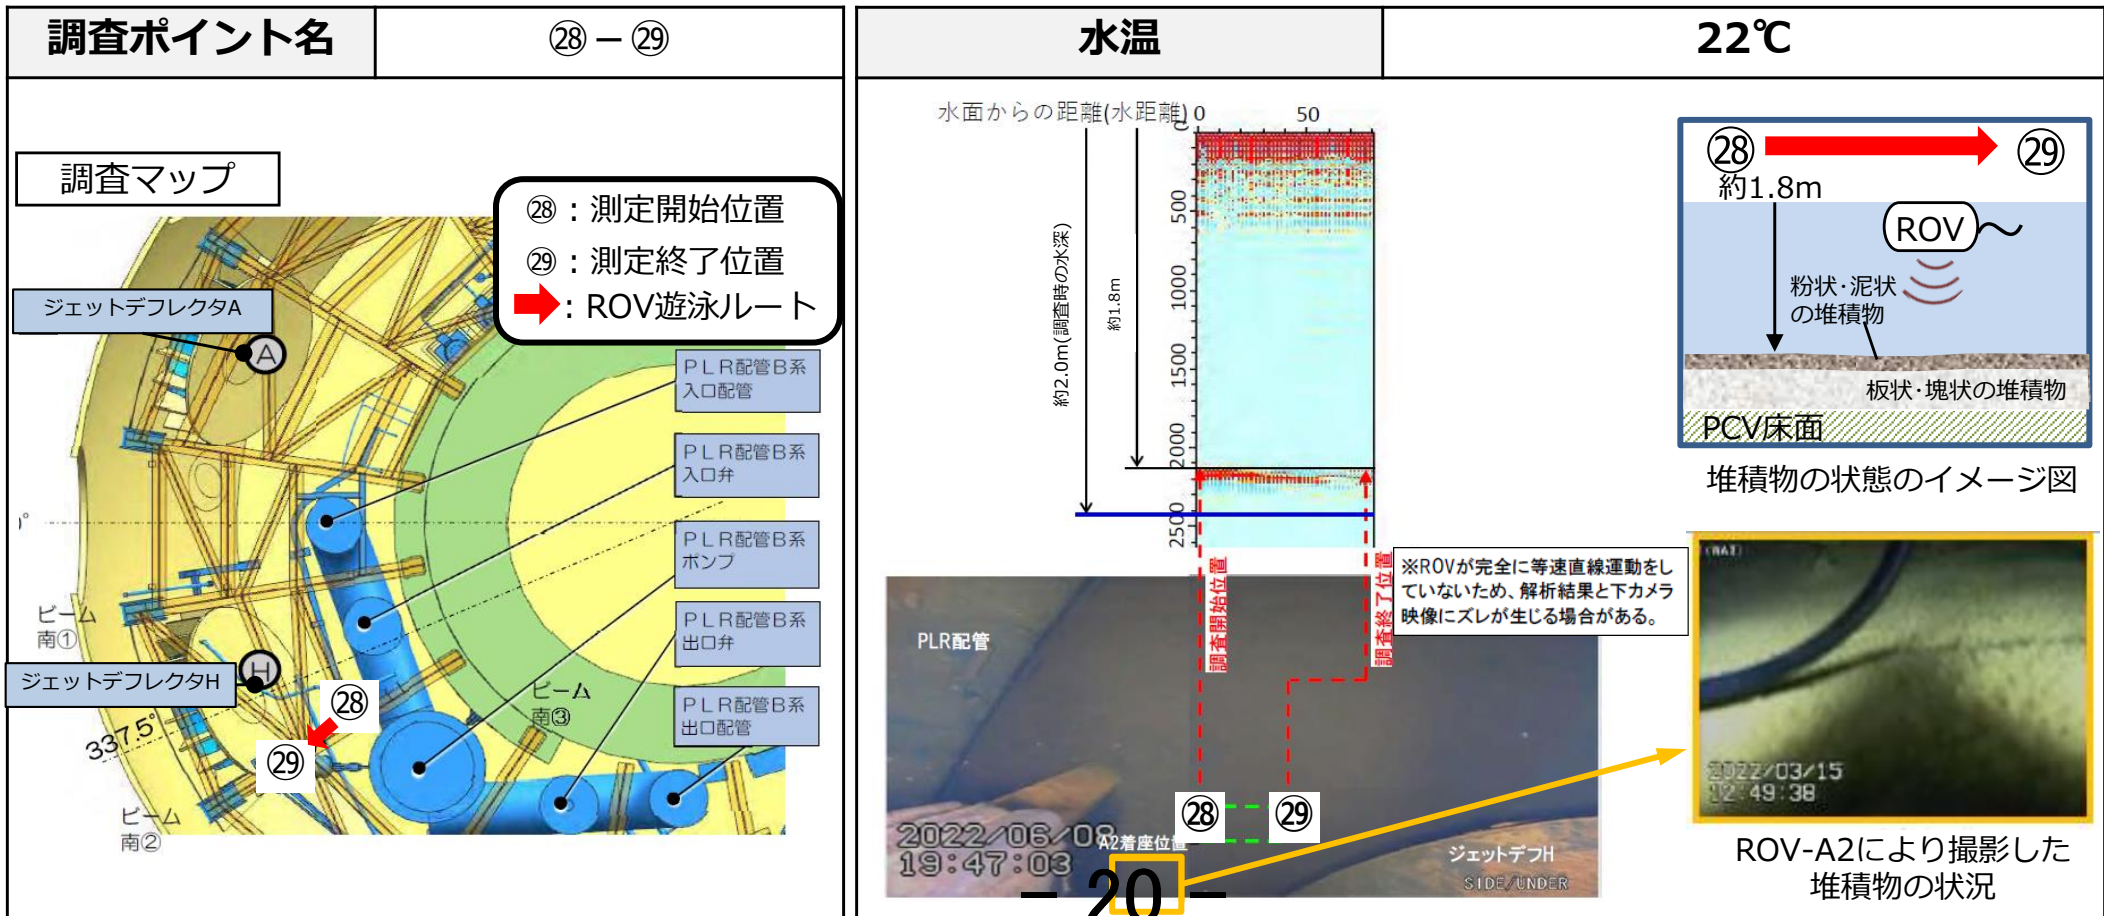 調査ポイント名
㉘－㉙
水温
22℃
調査マップ
㉘：測定開始位置
㉙：測定終了位置
：ROV遊泳ルート
ジェットデフレクタA
A
ジェットデフレクタH
H
ビーム
南①
337.5°
ビーム
南②
ビーム
南③
㉘
㉙
PLR配管B系
入口配管
PLR配管B系
入口弁
PLR配管B系
ポンプ
PLR配管B系
出口弁
PLR配管B系
出口配管
水面からの距離(水距離)
0
50
0
500
1000
1500
2000
2500
約2.0m(調査時の水深)
約1.8m
調査開始位置
調査終了位置
※ROVが完全に等速直線運動をし
ていないため、解析結果と下カメラ
映像にズレが生じる場合がある。
PLR配管
㉘
㉙
2022/06/08
19:47:03
A2着座位置
ジェットデフH
SIDE/UNDER
㉘
㉙
約1.8m
ROV
粉状･泥状
の堆積物
板状･塊状の堆積物
PCV床面
堆積物の状態のイメージ図
2022/03/15
12:49:38
ROV-A2により撮影した
堆積物の状況
－ 20 －